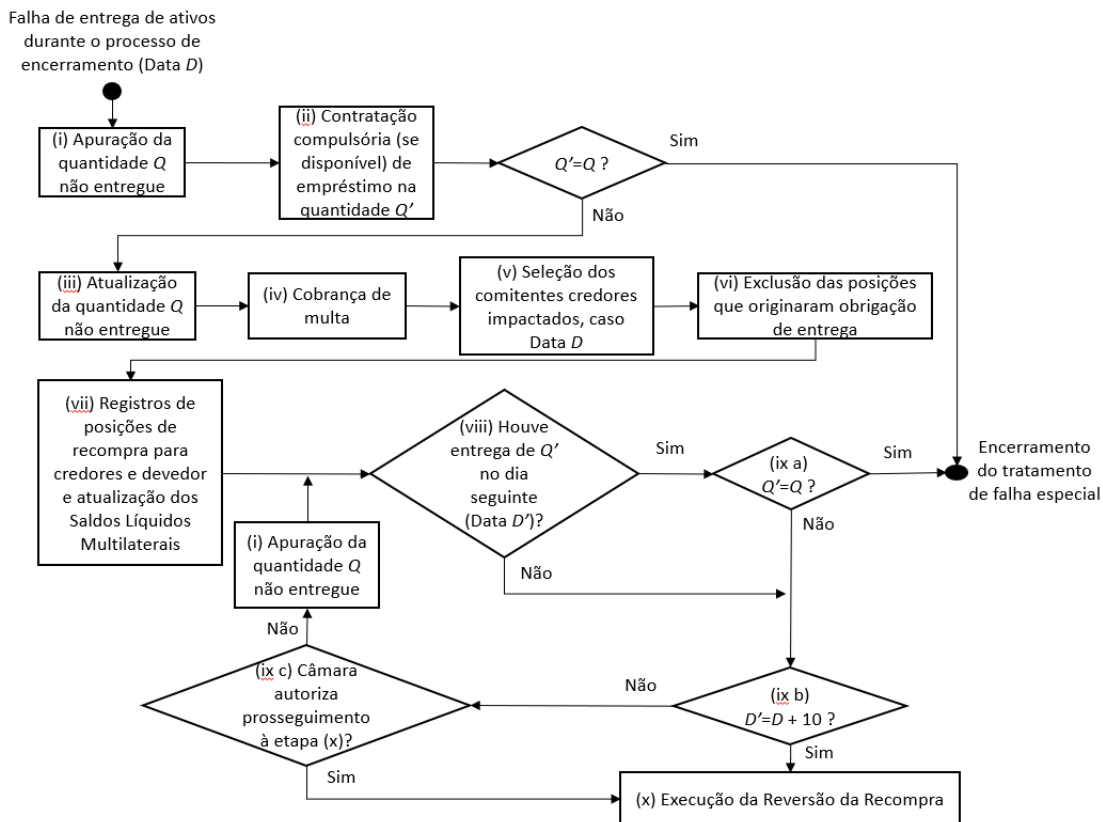 Falha de entrega de ativos
durante o processo de
encerramento (Data D)
(i) Apuração da
quantidade Q
não entregue
(ii) Contratação
compulsória (se
disponível) de
empréstimo na
quantidade Q'
Q'=Q ?
Sim
Não
(iii) Atualização
da quantidade Q
não entregue
(iv) Cobrança de
multa
(v) Seleção dos
comitentes credores
impactados, caso
Data D
(vi) Exclusão das posições
que originaram obrigação
de entrega
(vii) Registros de
posições de
recompra para
credores e devedor
e atualização dos
Saldos Líquidos
Multilaterais
(viii) Houve
entrega de Q'
no dia
seguinte
(Data D')?
Sim
Não
(ix a)
Q'=Q ?
Sim
Não
Encerramento
do tratamento
de falha especial
(i) Apuração da
quantidade Q
não entregue
Não
(ix c) Câmara
autoriza
prosseguimento
à etapa (x)?
Sim
Não
(ix b)
D'=D + 10 ?
Sim
(x) Execução da Reversão da Recompra